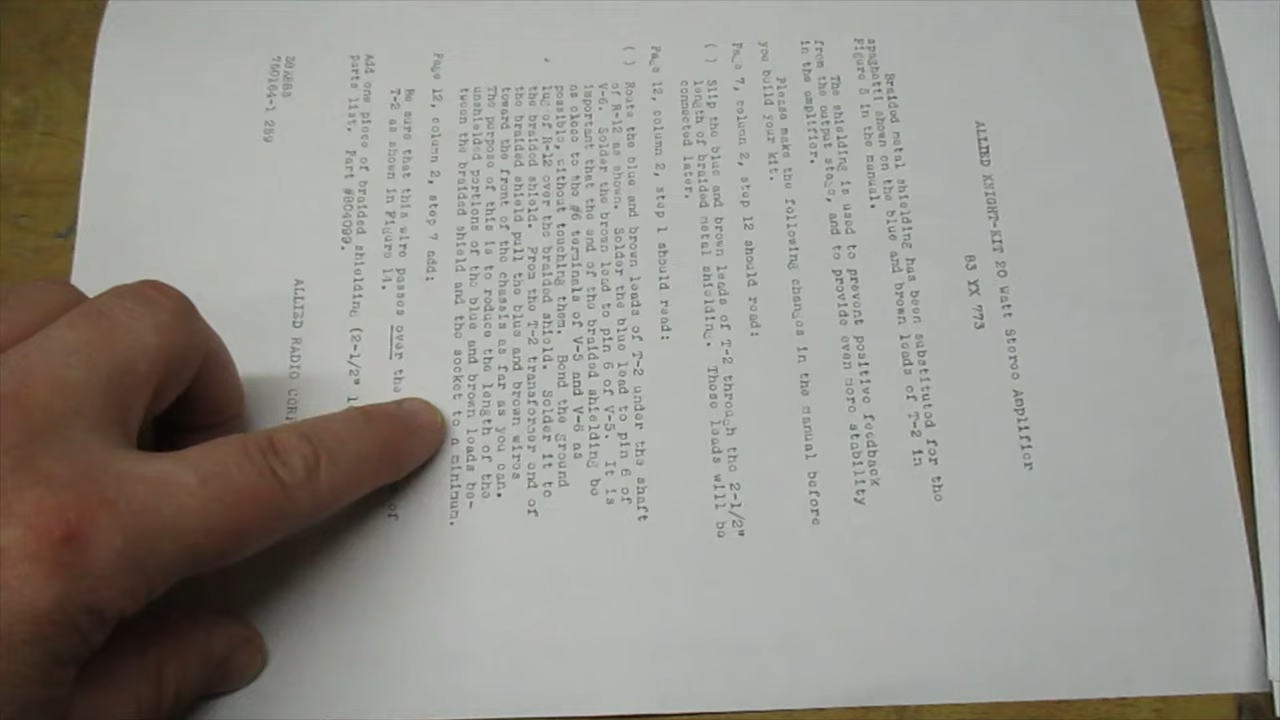 ALLIED KNIGHT-KIT 20 Watt Stereo Amplifier
83 YX 773
Braided metal shielding has been substituted for the
spaghetti shown on the blue and brown leads of T-2 in
Figure 5 in the manual.
The shielding is used to prevent positive feedback
from the output stage, and to provide even more stability
in the amplifier.
Please make the following changes in the manual before
you build your kit.
Page 7, column 2, step 12 should read:
( ) Slip the blue and brown leads of T-2 through the 2-1/2"
length of braided metal shielding. These leads will be
connected later.
Page 12, column 2, step 1 should read:
( ) Route the blue and brown leads of T-2 under the shaft
of R-12 as shown. Solder the blue lead to pin 6 of
V-6. Solder the brown lead to pin 6 of V-5. It is
important that the end of the braided shielding be
as close to the #6 terminals of V-5 and V-6 as
possible, without touching them. Bond the ground
lug of R-12 over the braided shield. Solder it to
the braided shield. From the T-2 transformer end of
the braided shield pull the blue and brown wires
toward the front of the chassis as far as you can.
The purpose of this is to reduce the length of the
unshielded portions of the blue and brown leads be-
tween the braided shield and the socket to a minimum.
Page 12, column 2, step 7 add:
Be sure that this wire passes over the of
T-2 as shown in Figure 14.
Add one piece of braided shielding (2-1/2" l
parts list. Part #804099.
ALLIED RADIO COR
750164-1 259